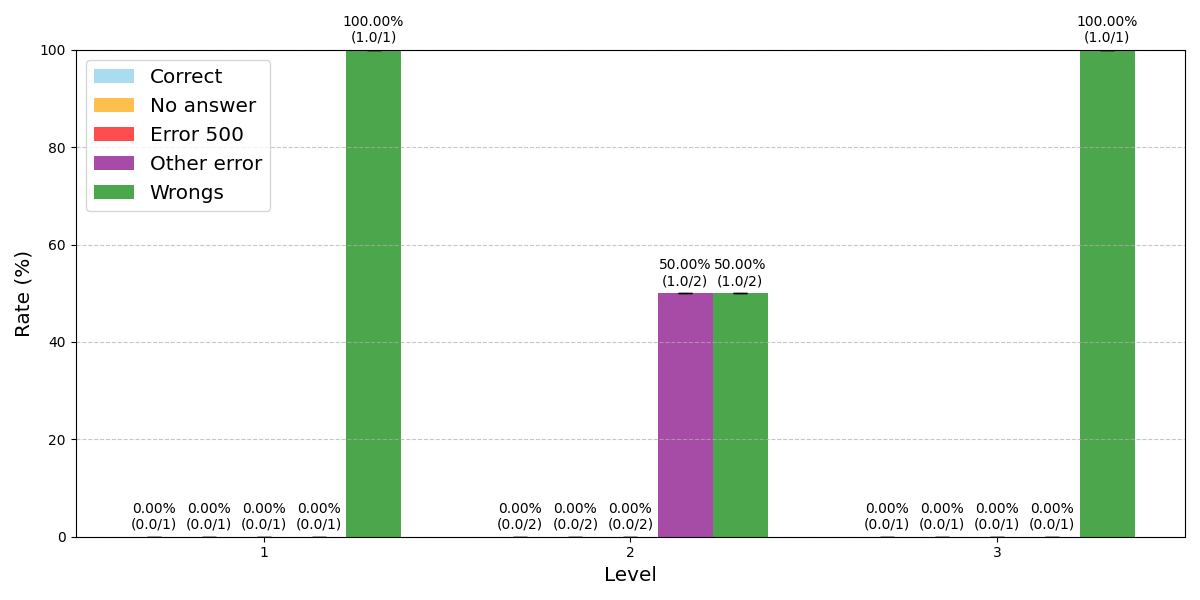 100.00%
(1.0/1)
100.00%
(1.0/1)
100
80
60
40
20
0
Rate (%)
Correct
No answer
Error 500
Other error
Wrongs
50.00% 50.00%
(1.0/2) (1.0/2)
0.00% 0.00% 0.00% 0.00%
(0.0/1) (0.0/1) (0.0/1) (0.0/1)
0.00% 0.00% 0.00%
(0.0/2) (0.0/2) (0.0/2)
0.00% 0.00% 0.00% 0.00%
(0.0/1) (0.0/1) (0.0/1) (0.0/1)
1 2 3
Level